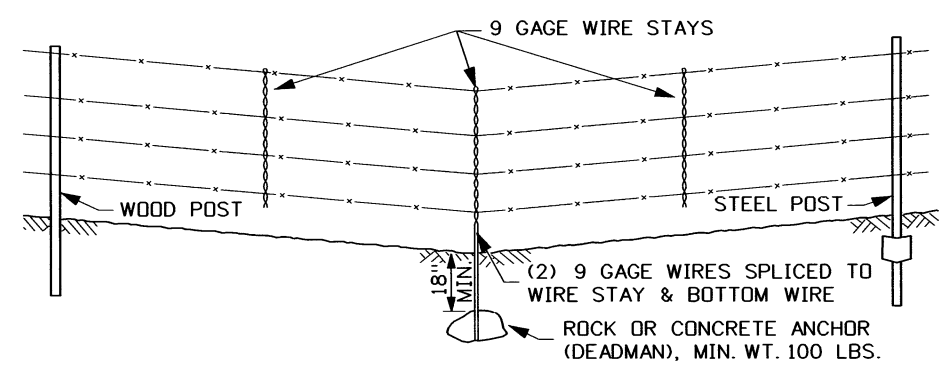 9 GAGE WIRE STAYS
WOOD POST
STEEL POST
18"
MIN.
(2) 9 GAGE WIRES SPLICED TO
WIRE STAY & BOTTOM WIRE
ROCK OR CONCRETE ANCHOR
(DEADMAN), MIN. WT. 100 LBS.